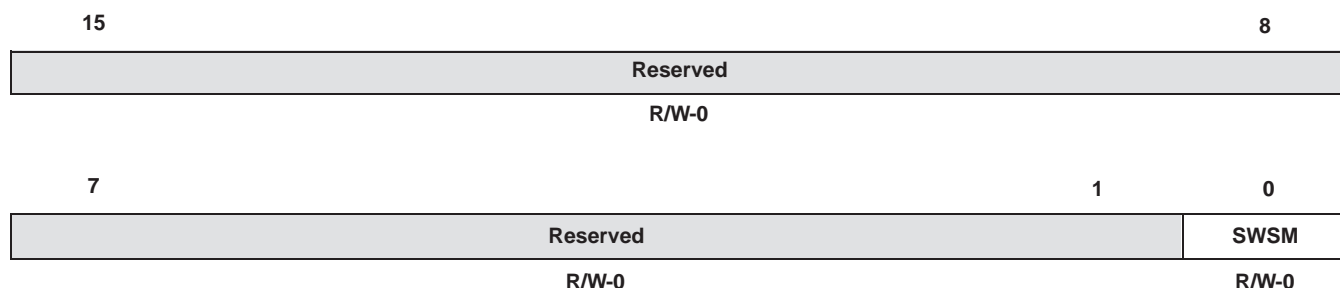 15 8
Reserved
R/W-0
7 1 0
Reserved SWSM
R/W-0 R/W-0